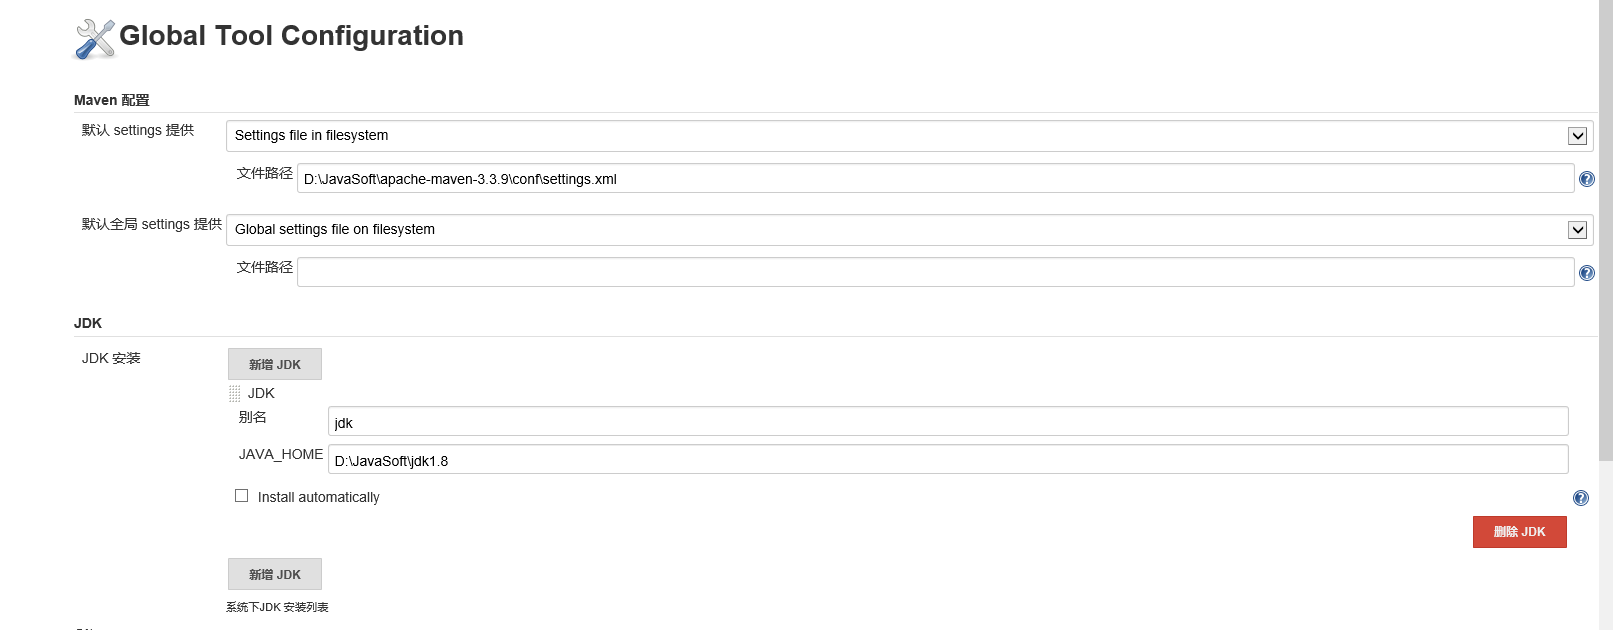 Global Tool Configuration
Maven 配置
默认 settings 提供
Settings file in filesystem
文件路径
D:\JavaSoft\apache-maven-3.3.9\conf\settings.xml
默认全局 settings 提供
Global settings file on filesystem
文件路径
JDK
JDK 安装
新增 JDK
JDK
别名
jdk
JAVA_HOME
D:\JavaSoft\jdk1.8
Install automatically
删除 JDK
新增 JDK
系统下JDK 安装列表